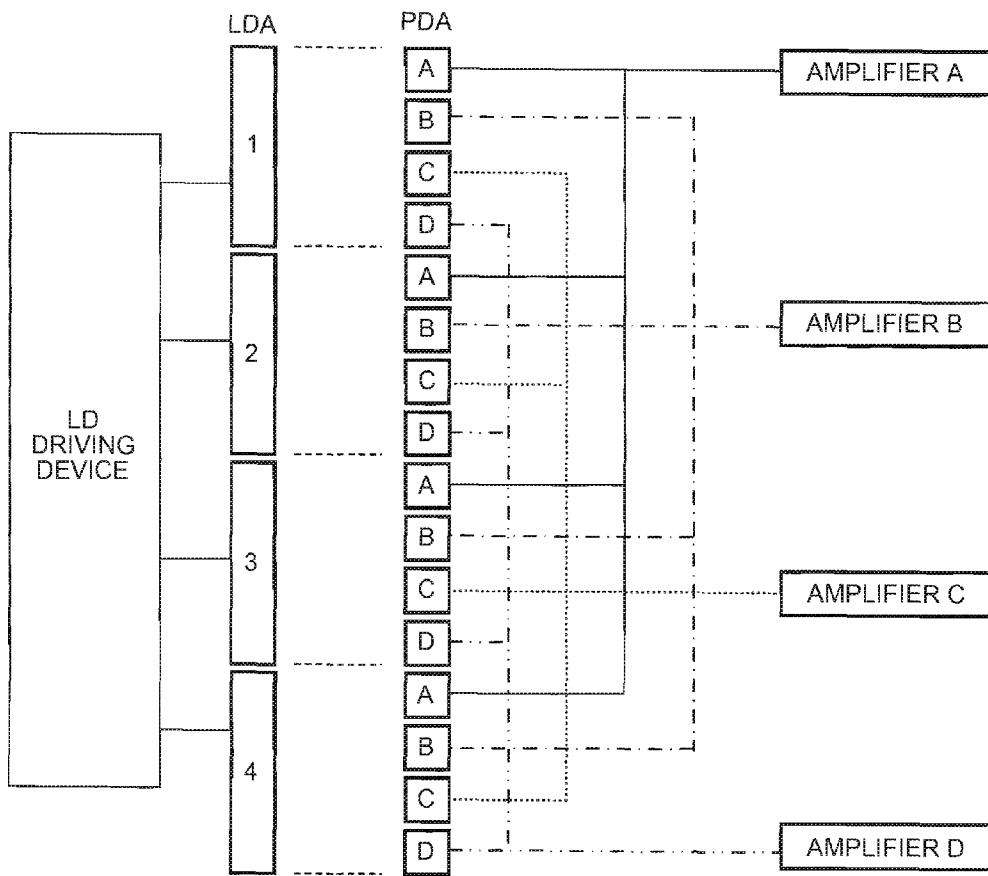 LDA PDA
A AMPLIFIER A
B
1
C
D
A
B AMPLIFIER B
2
C
D
LD
DRIVING
DEVICE
A
B
3
C AMPLIFIER C
D
A
B
4
C
D AMPLIFIER D